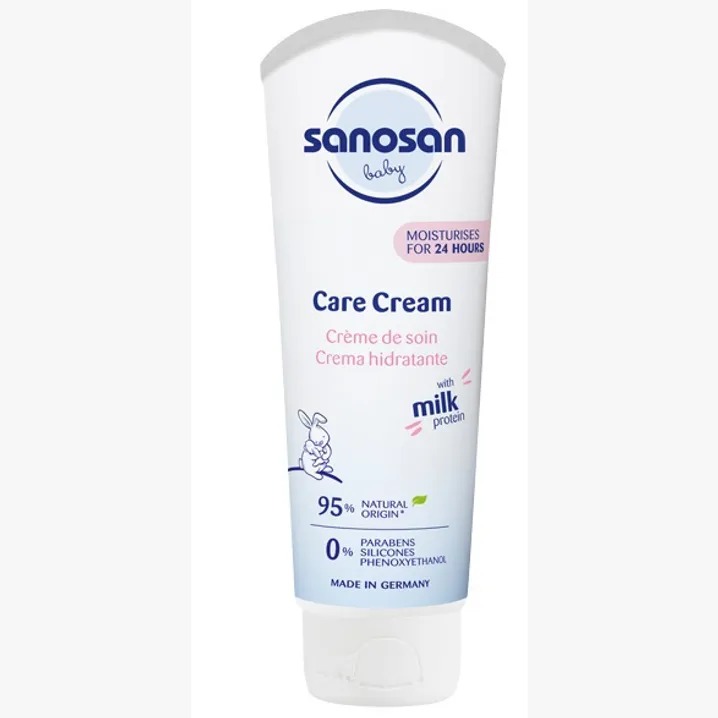 sanosan
baby
MOISTURISES
FOR 24 HOURS
Care Cream
Crème de soin
Crema hidratante
with
milk
protein
95% NATURAL
ORIGIN*
0% PARABENS
SILICONES
PHENOXYETHANOL
MADE IN GERMANY